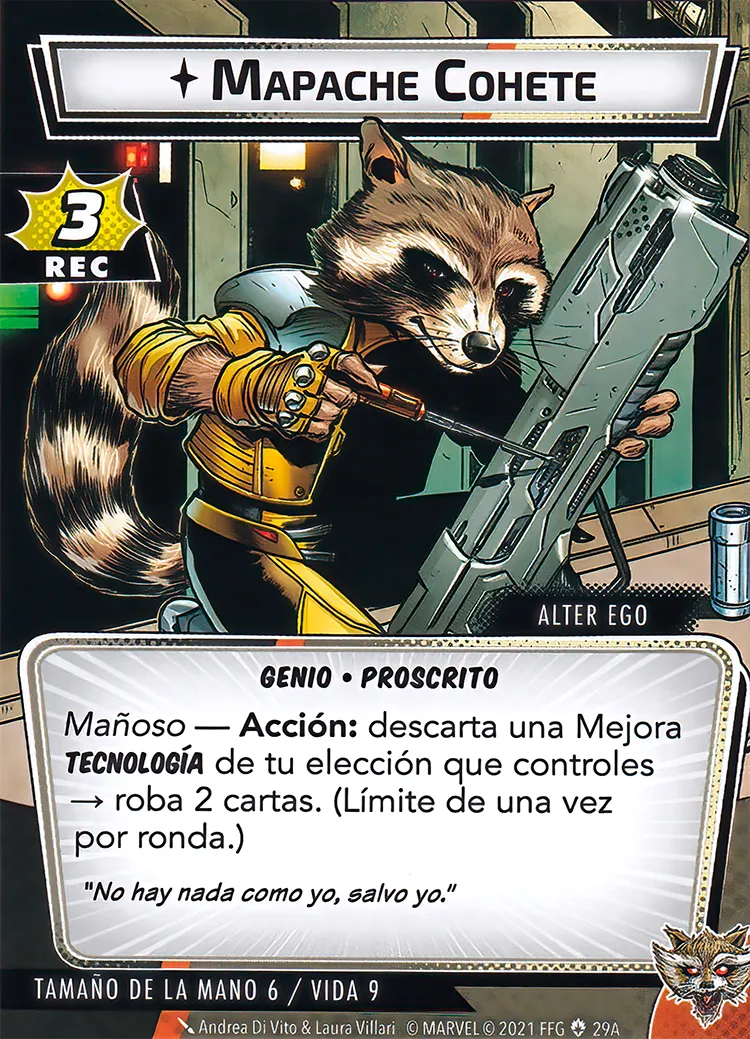 Mapache Cohete
3
REC
ALTER EGO
GENIO • PROSCRITO
Mañoso — Acción: descarta una Mejora
TECNOLOGÍA de tu elección que controles
→ roba 2 cartas. (Límite de una vez
por ronda.)
"No hay nada como yo, salvo yo."
TAMAÑO DE LA MANO 6 / VIDA 9
Andrea Di Vito & Laura Villari © MARVEL © 2021 FFG 29A